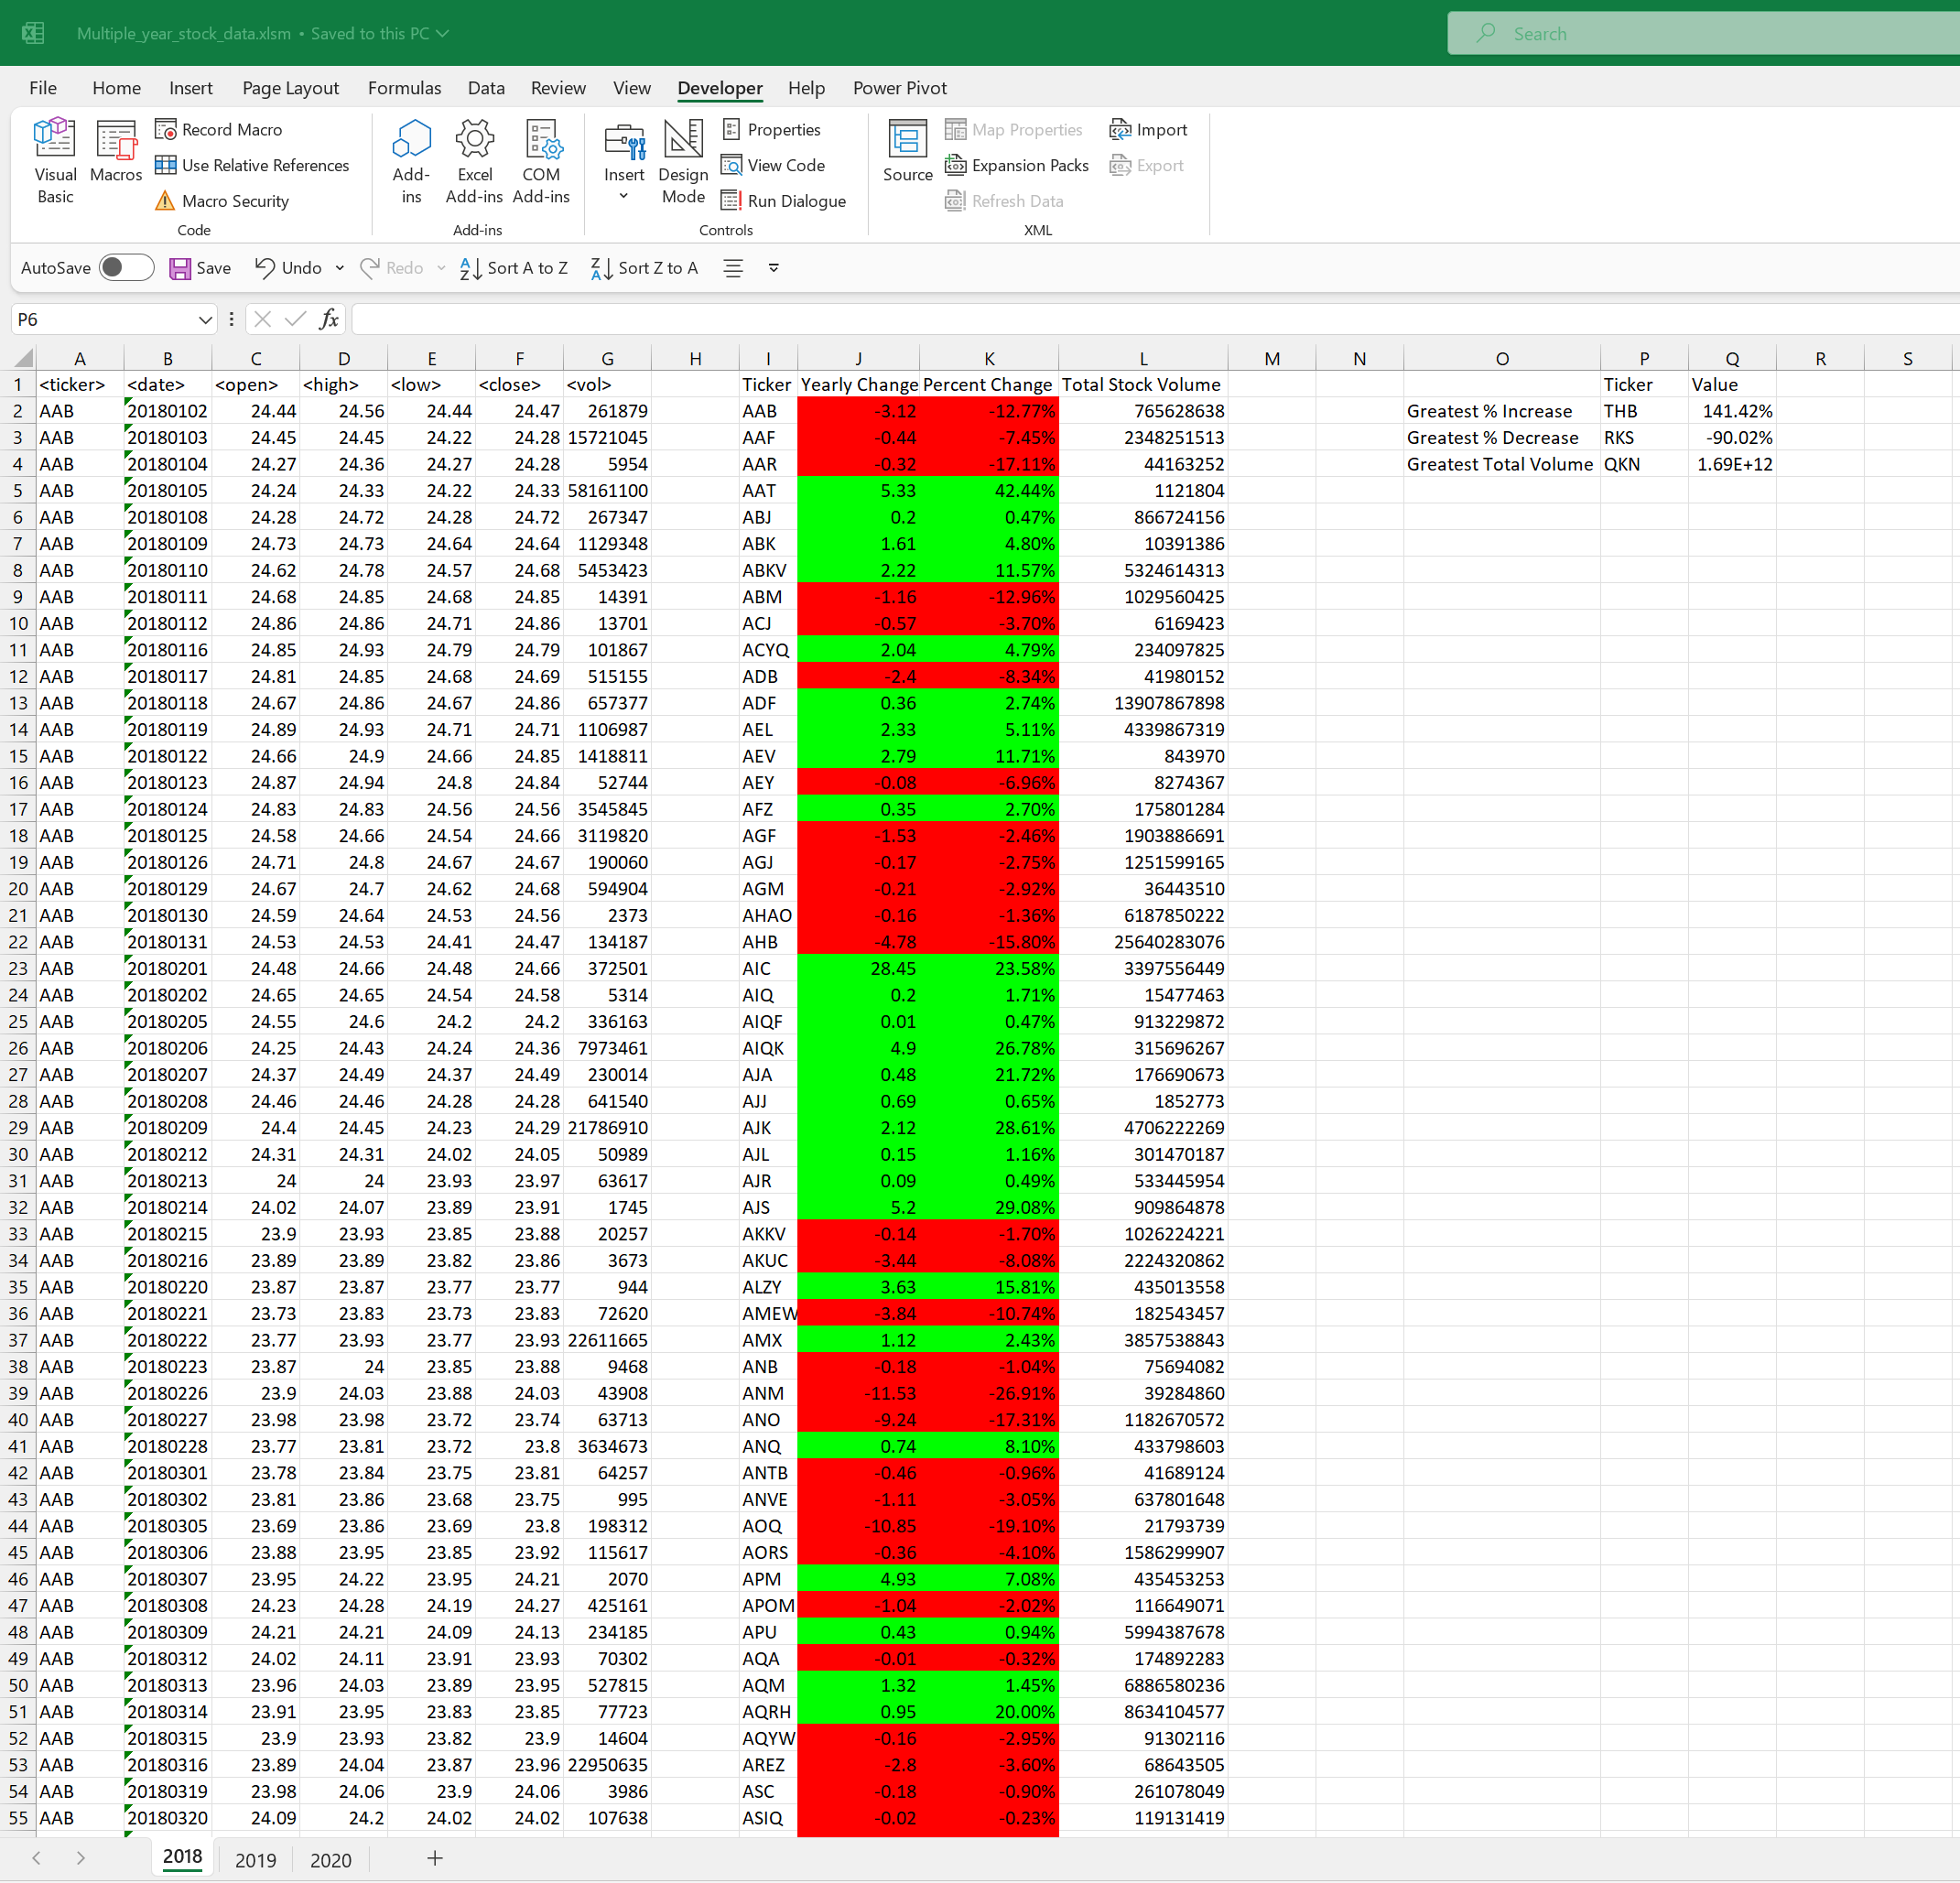 Multiple_year_stock_data.xlsm • Saved to this PC
Search
File Home Insert Page Layout Formulas Data Review View Developer Help Power Pivot
Visual Basic
Macros
Record Macro
Use Relative References
Macro Security
Code
Add-ins
Excel Add-ins
COM Add-ins
Add-ins
Insert
Design Mode
Properties
View Code
Run Dialogue
Controls
Source
Map Properties
Expansion Packs
Refresh Data
Import
Export
XML
AutoSave Save Undo Redo Sort A to Z Sort Z to A
P6 fx
A B C D E F G H I J K L M N O P Q R S
1 <ticker> <date> <open> <high> <low> <close> <vol> Ticker Yearly Change Percent Change Total Stock Volume Ticker Value
2 AAB 20180102 24.44 24.56 24.44 24.47 261879 AAB -3.12 -12.77% 765628638 Greatest % Increase THB 141.42%
3 AAB 20180103 24.45 24.45 24.22 24.28 15721045 AAF -0.44 -7.45% 2348251513 Greatest % Decrease RKS -90.02%
4 AAB 20180104 24.27 24.36 24.27 24.28 5954 AAR -0.32 -17.11% 44163252 Greatest Total Volume QKN 1.69E+12
5 AAB 20180105 24.24 24.33 24.22 24.33 58161100 AAT 5.33 42.44% 1121804
6 AAB 20180108 24.28 24.72 24.28 24.72 267347 ABJ 0.2 0.47% 866724156
7 AAB 20180109 24.73 24.73 24.64 24.64 1129348 ABK 1.61 4.80% 10391386
8 AAB 20180110 24.62 24.78 24.57 24.68 5453423 ABKV 2.22 11.57% 5324614313
9 AAB 20180111 24.68 24.85 24.68 24.85 14391 ABM -1.16 -12.96% 1029560425
10 AAB 20180112 24.86 24.86 24.71 24.86 13701 ACJ -0.57 -3.70% 6169423
11 AAB 20180116 24.85 24.93 24.79 24.79 101867 ACYQ 2.04 4.79% 234097825
12 AAB 20180117 24.81 24.85 24.68 24.69 515155 ADB -2.4 -8.34% 41980152
13 AAB 20180118 24.67 24.86 24.67 24.86 657377 ADF 0.36 2.74% 13907867898
14 AAB 20180119 24.89 24.93 24.71 24.71 1106987 AEL 2.33 5.11% 4339867319
15 AAB 20180122 24.66 24.9 24.66 24.85 1418811 AEV 2.79 11.71% 843970
16 AAB 20180123 24.87 24.94 24.8 24.84 52744 AEY -0.08 -6.96% 8274367
17 AAB 20180124 24.83 24.83 24.56 24.56 3545845 AFZ 0.35 2.70% 175801284
18 AAB 20180125 24.58 24.66 24.54 24.66 3119820 AGF -1.53 -2.46% 1903886691
19 AAB 20180126 24.71 24.8 24.67 24.67 190060 AGJ -0.17 -2.75% 1251599165
20 AAB 20180129 24.67 24.7 24.62 24.68 594904 AGM -0.21 -2.92% 36443510
21 AAB 20180130 24.59 24.64 24.53 24.56 2373 AHAO -0.16 -1.36% 6187850222
22 AAB 20180131 24.53 24.53 24.41 24.47 134187 AHB -4.78 -15.80% 25640283076
23 AAB 20180201 24.48 24.66 24.48 24.66 372501 AIC 28.45 23.58% 3397556449
24 AAB 20180202 24.65 24.65 24.54 24.58 5314 AIQ 0.2 1.71% 15477463
25 AAB 20180205 24.55 24.6 24.2 24.2 336163 AIQF 0.01 0.47% 913229872
26 AAB 20180206 24.25 24.43 24.24 24.36 7973461 AIQK 4.9 26.78% 315696267
27 AAB 20180207 24.37 24.49 24.37 24.49 230014 AJA 0.48 21.72% 176690673
28 AAB 20180208 24.46 24.46 24.28 24.28 641540 AJJ 0.69 0.65% 1852773
29 AAB 20180209 24.4 24.45 24.23 24.29 21786910 AJK 2.12 28.61% 4706222269
30 AAB 20180212 24.31 24.31 24.02 24.05 50989 AJL 0.15 1.16% 301470187
31 AAB 20180213 24 24 23.93 23.97 63617 AJR 0.09 0.49% 533445954
32 AAB 20180214 24.02 24.07 23.89 23.91 1745 AJS 5.2 29.08% 909864878
33 AAB 20180215 23.9 23.93 23.85 23.88 20257 AKKV -0.14 -1.70% 1026224221
34 AAB 20180216 23.89 23.89 23.82 23.86 3673 AKUC -3.44 -8.08% 2224320862
35 AAB 20180220 23.87 23.87 23.77 23.77 944 ALZY 3.63 15.81% 435013558
36 AAB 20180221 23.73 23.83 23.73 23.83 72620 AMEW -3.84 -10.74% 182543457
37 AAB 20180222 23.77 23.93 23.77 23.93 22611665 AMX 1.12 2.43% 3857538843
38 AAB 20180223 23.87 24 23.85 23.88 9468 ANB -0.18 -1.04% 75694082
39 AAB 20180226 23.9 24.03 23.88 24.03 43908 ANM -11.53 -26.91% 39284860
40 AAB 20180227 23.98 23.98 23.72 23.74 63713 ANO -9.24 -17.31% 1182670572
41 AAB 20180228 23.77 23.81 23.72 23.8 3634673 ANQ 0.74 8.10% 433798603
42 AAB 20180301 23.78 23.84 23.75 23.81 64257 ANTB -0.46 -0.96% 41689124
43 AAB 20180302 23.81 23.86 23.68 23.75 995 ANVE -1.11 -3.05% 637801648
44 AAB 20180305 23.69 23.86 23.69 23.8 198312 AOQ -10.85 -19.10% 21793739
45 AAB 20180306 23.88 23.95 23.85 23.92 115617 AORS -0.36 -4.10% 1586299907
46 AAB 20180307 23.95 24.22 23.95 24.21 2070 APM 4.93 7.08% 435453253
47 AAB 20180308 24.23 24.28 24.19 24.27 425161 APOM -1.04 -2.02% 116649071
48 AAB 20180309 24.21 24.21 24.09 24.13 234185 APU 0.43 0.94% 5994387678
49 AAB 20180312 24.02 24.11 23.91 23.93 70302 AQA -0.01 -0.32% 174892283
50 AAB 20180313 23.96 24.03 23.89 23.95 527815 AQM 1.32 1.45% 6886580236
51 AAB 20180314 23.91 23.95 23.83 23.85 77723 AQRH 0.95 20.00% 8634104577
52 AAB 20180315 23.9 23.93 23.82 23.9 14604 AQYW -0.16 -2.95% 91302116
53 AAB 20180316 23.89 24.04 23.87 23.96 22950635 AREZ -2.8 -3.60% 68643505
54 AAB 20180319 23.98 24.06 23.9 24.06 3986 ASC -0.18 -0.90% 261078049
55 AAB 20180320 24.09 24.2 24.02 24.02 107638 ASIQ -0.02 -0.23% 119131419
2018 2019 2020 +